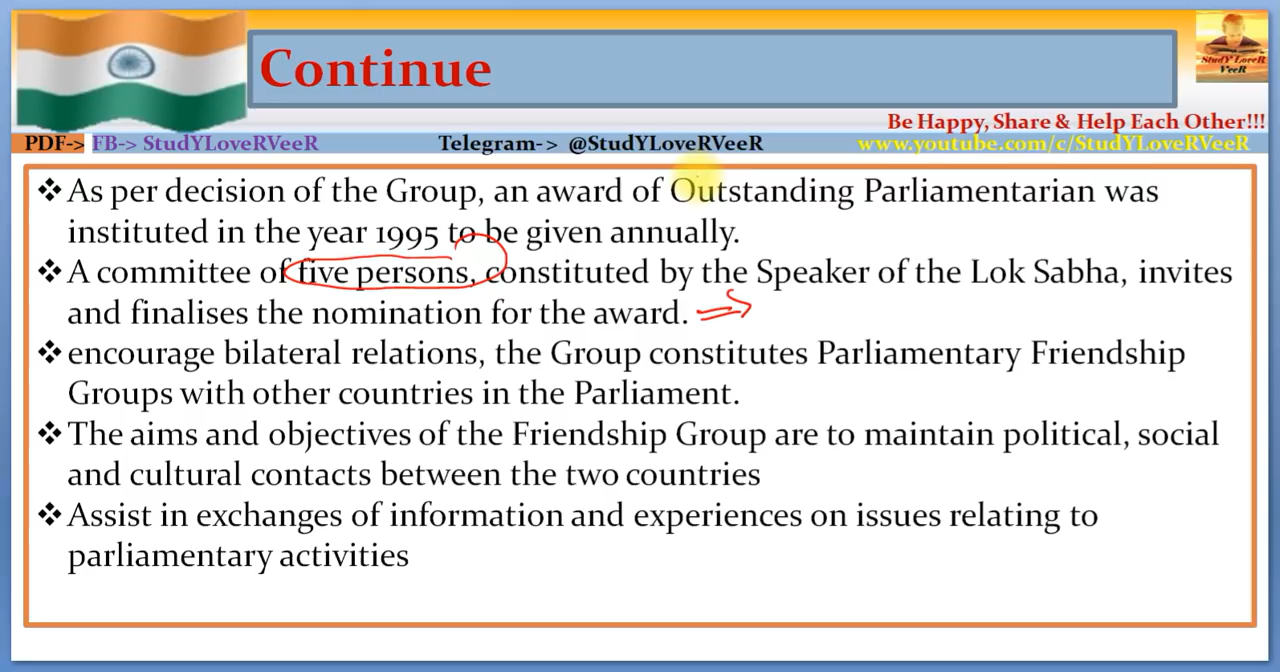 Continue
StudY LoveR
VeeR
Be Happy, Share & Help Each Other!!!
PDF-> FB-> StudYLoveRVeeR Telegram-> @StudYLoveRVeeR www.youtube.com/c/StudYLoveRVeeR
❖ As per decision of the Group, an award of Outstanding Parliamentarian was
instituted in the year 1995 to be given annually.
❖ A committee of five persons, constituted by the Speaker of the Lok Sabha, invites
and finalises the nomination for the award.
❖ encourage bilateral relations, the Group constitutes Parliamentary Friendship
Groups with other countries in the Parliament.
❖ The aims and objectives of the Friendship Group are to maintain political, social
and cultural contacts between the two countries
❖ Assist in exchanges of information and experiences on issues relating to
parliamentary activities